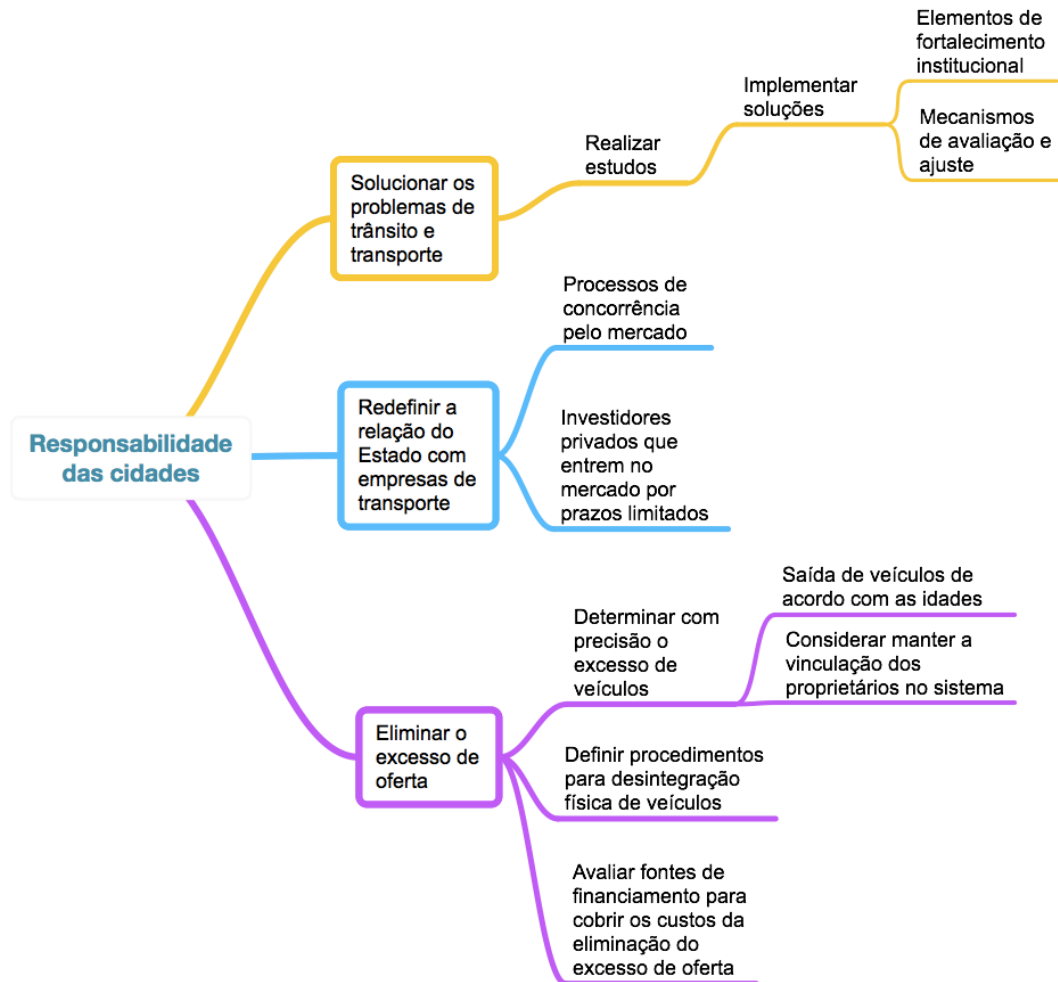 Responsabilidade
das cidades
Solucionar os
problemas de
trânsito e
transporte
Realizar
estudos
Implementar
soluções
Elementos de
fortalecimento
institucional
Mecanismos
de avaliação e
ajuste
Redefinir a
relação do
Estado com
empresas de
transporte
Processos de
concorrência
pelo mercado
Investidores
privados que
entrem no
mercado por
prazos limitados
Eliminar o
excesso de
oferta
Determinar com
precisão o
excesso de
veículos
Saída de veículos de
acordo com as idades
Considerar manter a
vinculação dos
proprietários no sistema
Definir procedimentos
para desintegração
física de veículos
Avaliar fontes de
financiamento para
cobrir os custos da
eliminação do
excesso de oferta